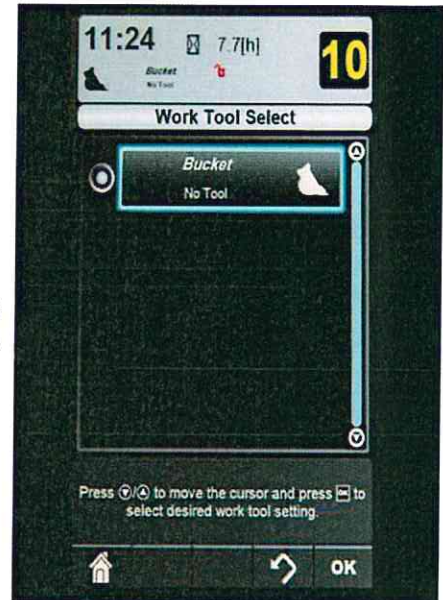 11:24 7.7[h] 10
Bucket
No Tool
Work Tool Select
Bucket
No Tool
Press ▼/▲ to move the cursor and press OK to
select desired work tool setting.
OK